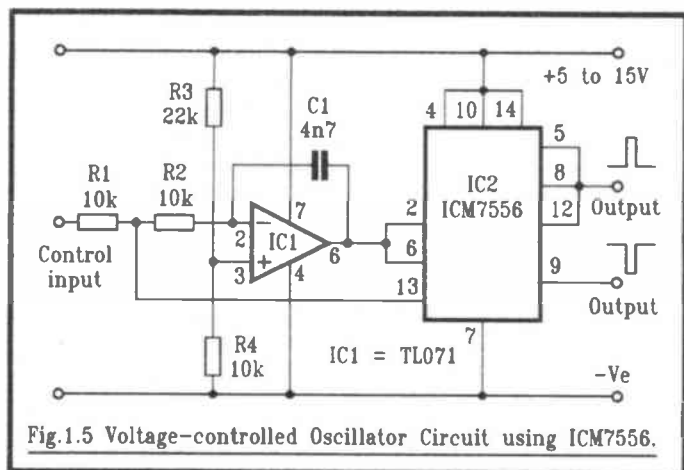 +5 to 15V
R3
22k
C1
4n7
4 10 14
5
R1
10k
R2
10k
7
IC2
ICM7556
8
2
12
Output
−
2
IC1
6
Control
input
3
+
4
6
13
9
Output
7
R4
10k
IC1 = TL071
-Ve
Fig.1.5 Voltage-controlled Oscillator Circuit using ICM7556.